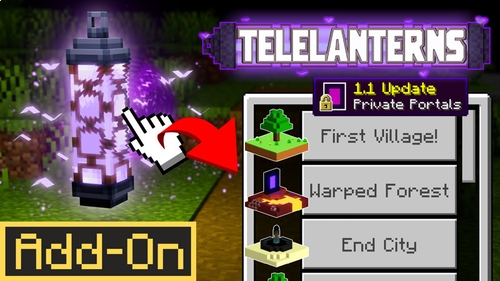 TELELANTERNS
1.1 Update
Private Portals
First Village!
Warped Forest
End City
Add-On